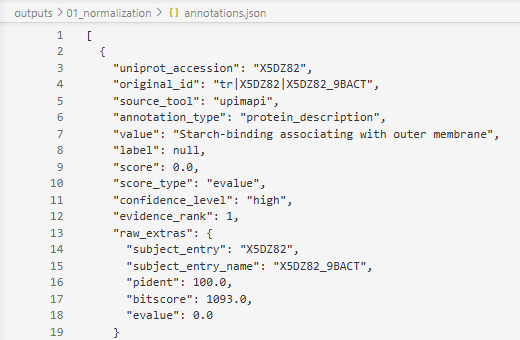 outputs > 01_normalization > {} annotations.json
1 [
2 {
3 "uniprot_accession": "X5DZ82",
4 "original_id": "tr|X5DZ82|X5DZ82_9BACT",
5 "source_tool": "upimapi",
6 "annotation_type": "protein_description",
7 "value": "Starch-binding associating with outer membrane",
8 "label": null,
9 "score": 0.0,
10 "score_type": "evalue",
11 "confidence_level": "high",
12 "evidence_rank": 1,
13 "raw_extras": {
14 "subject_entry": "X5DZ82",
15 "subject_entry_name": "X5DZ82_9BACT",
16 "pident": 100.0,
17 "bitscore": 1093.0,
18 "evalue": 0.0
19 }